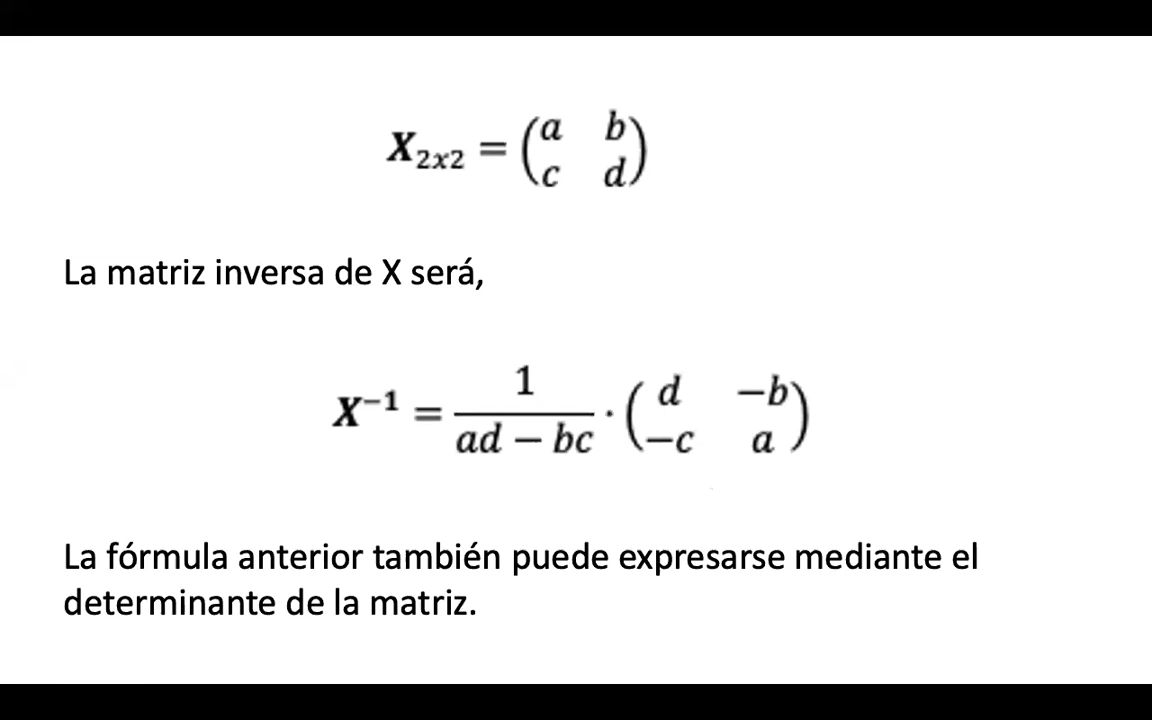 X₂ₓ₂ = (a b
c d)
La matriz inversa de X será,
X⁻¹ = 1/(ad − bc) · (d −b
−c a)
La fórmula anterior también puede expresarse mediante el
determinante de la matriz.